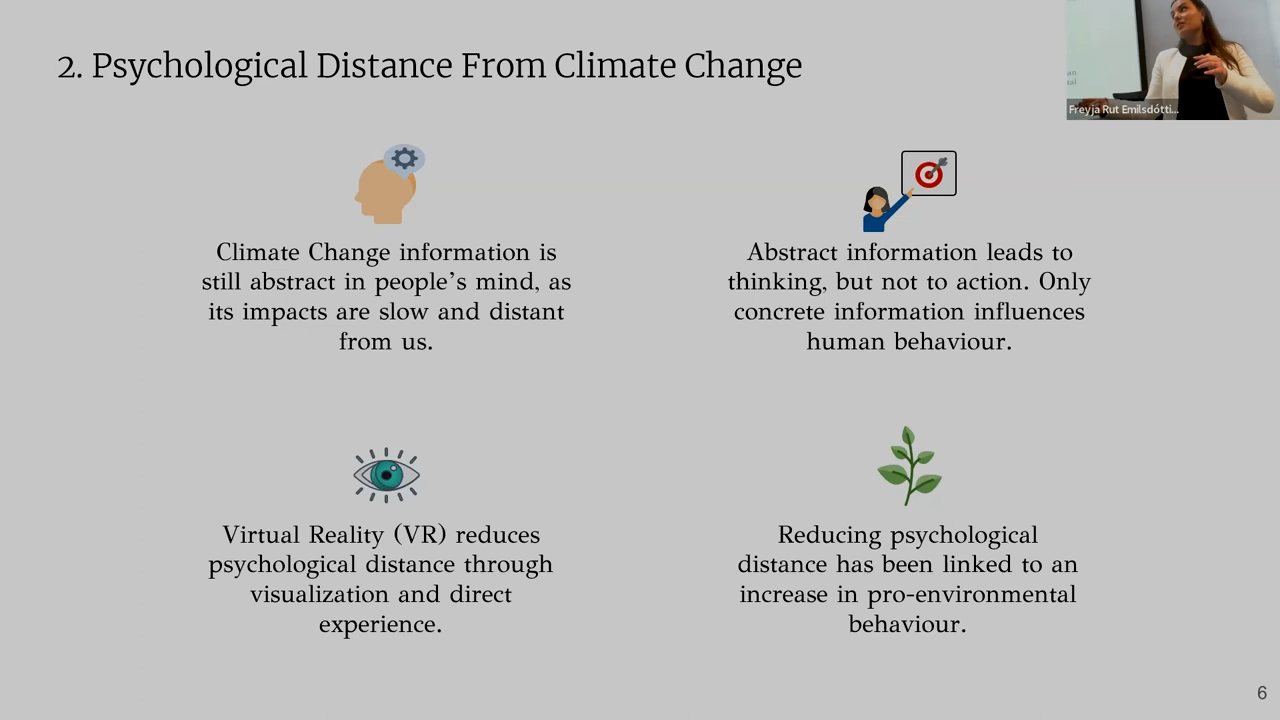 2. Psychological Distance From Climate Change
Freyja Rut Emilsdótti...
Climate Change information is
still abstract in people's mind, as
its impacts are slow and distant
from us.
Abstract information leads to
thinking, but not to action. Only
concrete information influences
human behaviour.
Virtual Reality (VR) reduces
psychological distance through
visualization and direct
experience.
Reducing psychological
distance has been linked to an
increase in pro-environmental
behaviour.
6